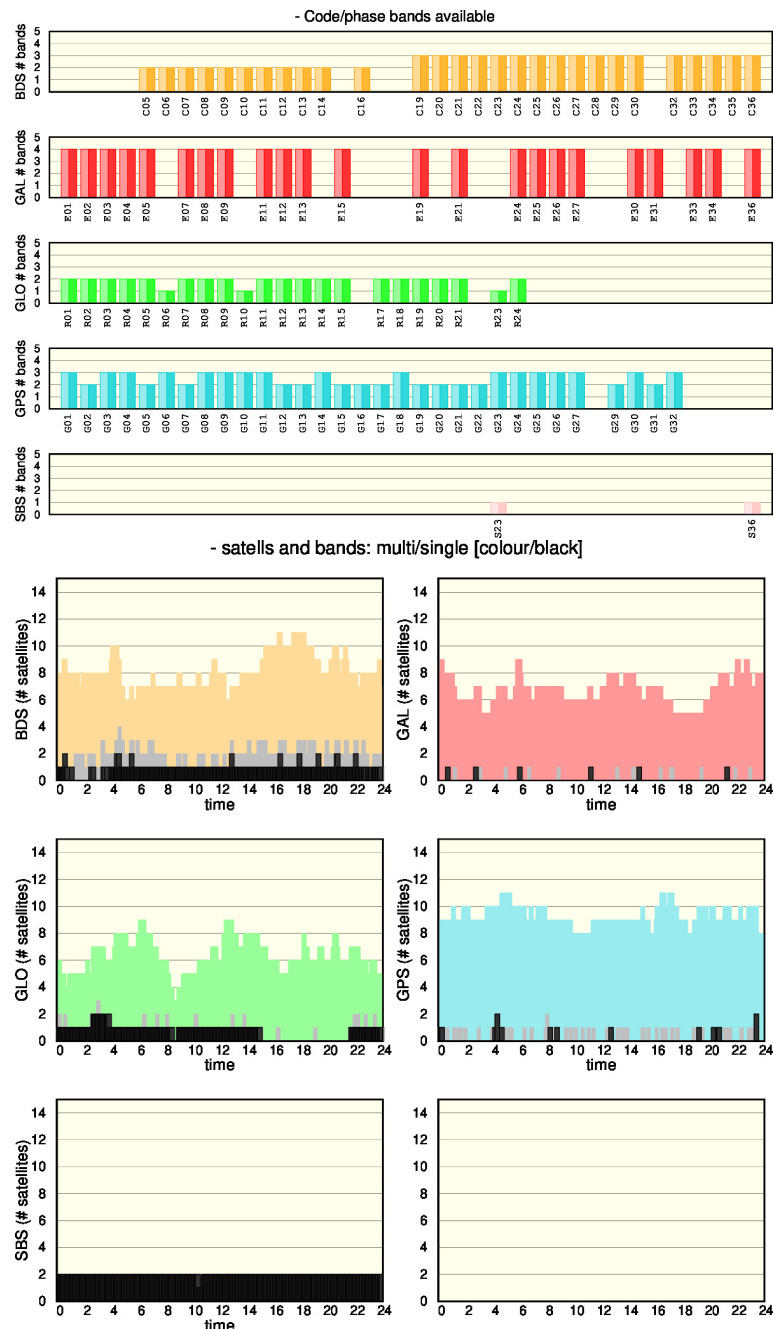 - Code/phase bands available
BDS # bands
5
4
3
2
1
0
C05 C06 C07 C08 C09 C10 C11 C12 C13 C14 C16 C19 C20 C21 C22 C23 C24 C25 C26 C27 C28 C29 C30 C32 C33 C34 C35 C36
GAL # bands
5
4
3
2
1
0
E01 E02 E03 E04 E05 E07 E08 E09 E11 E12 E13 E15 E19 E21 E24 E25 E26 E27 E30 E31 E33 E34 E36
GLO # bands
5
4
3
2
1
0
R01 R02 R03 R04 R05 R06 R07 R08 R09 R10 R11 R12 R13 R14 R15 R17 R18 R19 R20 R21 R23 R24
GPS # bands
5
4
3
2
1
0
G01 G02 G03 G04 G05 G06 G07 G08 G09 G10 G11 G12 G13 G14 G15 G16 G17 G18 G19 G20 G21 G22 G23 G24 G25 G26 G27 G29 G30 G31 G32
SBS # bands
5
4
3
2
1
0
S23 S36
- satells and bands: multi/single [colour/black]
BDS (# satellites)
14
12
10
8
6
4
2
0
0 2 4 6 8 10 12 14 16 18 20 22 24
time
GAL (# satellites)
14
12
10
8
6
4
2
0
0 2 4 6 8 10 12 14 16 18 20 22 24
time
GLO (# satellites)
14
12
10
8
6
4
2
0
0 2 4 6 8 10 12 14 16 18 20 22 24
time
GPS (# satellites)
14
12
10
8
6
4
2
0
0 2 4 6 8 10 12 14 16 18 20 22 24
time
SBS (# satellites)
14
12
10
8
6
4
2
0
0 2 4 6 8 10 12 14 16 18 20 22 24
time
14
12
10
8
6
4
2
0
0 2 4 6 8 10 12 14 16 18 20 22 24